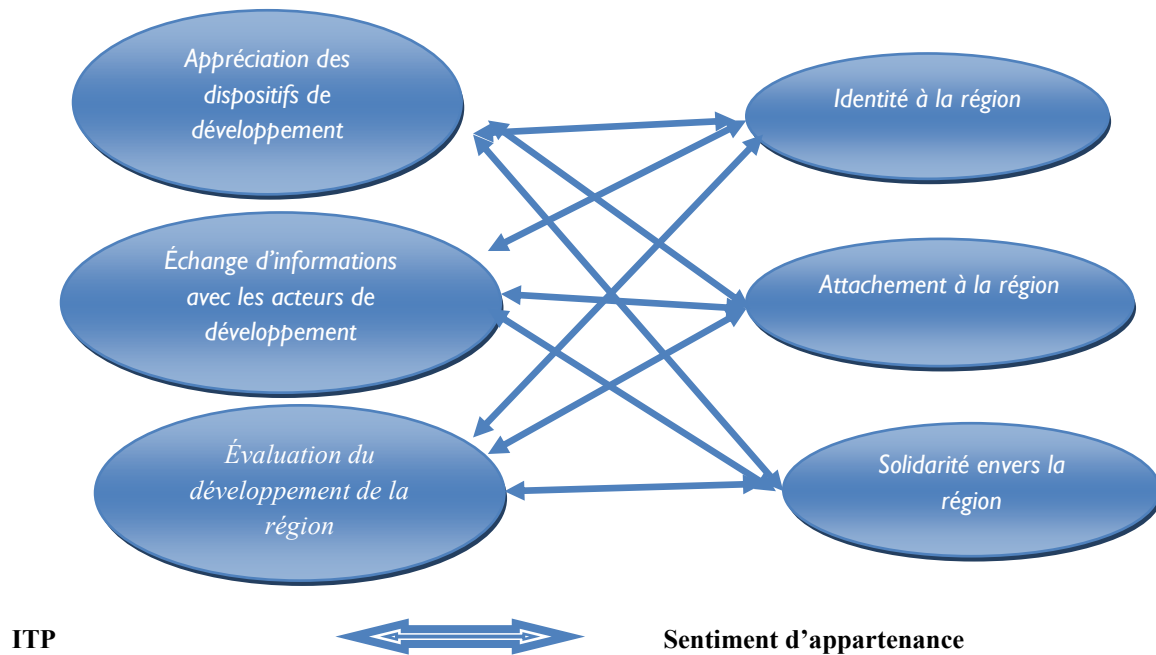 Appréciation des
dispositifs de
développement
Identité à la région
Échange d'informations
avec les acteurs de
développement
Attachement à la région
Évaluation du
développement de la
région
Solidarité envers la
région
ITP
Sentiment d'appartenance